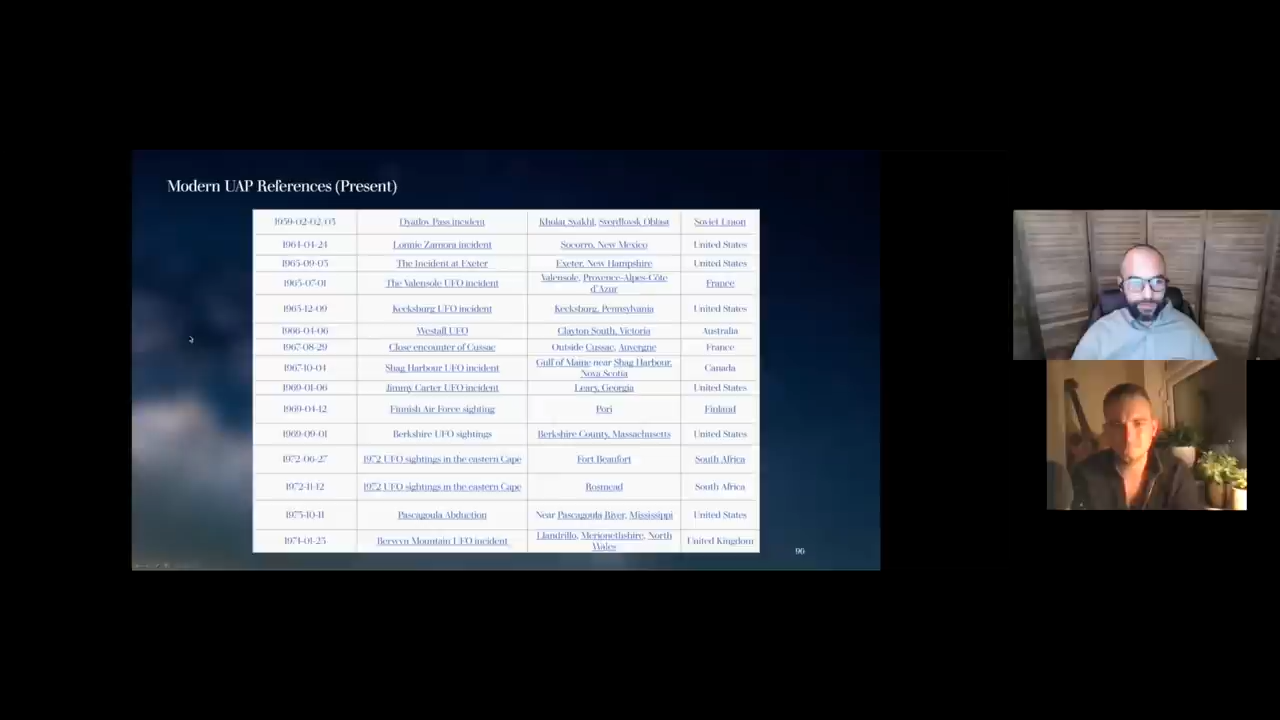 Modern UAP References (Present)
1959-02-02/03 Dyatlov Pass incident Kholat Syakhl, Sverdlovsk Oblast Soviet Union
1964-04-24 Lonnie Zamora incident Socorro, New Mexico United States
1965-09-03 The Incident at Exeter Exeter, New Hampshire United States
1965-07-01 The Valensole UFO incident Valensole, Provence-Alpes-Côte
d'Azur France
1965-12-09 Kecksburg UFO incident Kecksburg, Pennsylvania United States
1966-04-06 Westall UFO Clayton South, Victoria Australia
1967-08-29 Close encounter of Cussac Outside Cussac, Auvergne France
1967-10-04 Shag Harbour UFO incident Gulf of Maine near Shag Harbour,
Nova Scotia Canada
1969-01-06 Jimmy Carter UFO incident Leary, Georgia United States
1969-04-12 Finnish Air Force sighting Pori Finland
1969-09-01 Berkshire UFO sightings Berkshire County, Massachusetts United States
1972-06-27 1972 UFO sightings in the eastern Cape Fort Beaufort South Africa
1972-11-12 1972 UFO sightings in the eastern Cape Rosmead South Africa
1973-10-11 Pascagoula Abduction Near Pascagoula River, Mississippi United States
1974-01-23 Berwyn Mountain UFO incident Llandrillo, Merionethshire, North
Wales United Kingdom
96